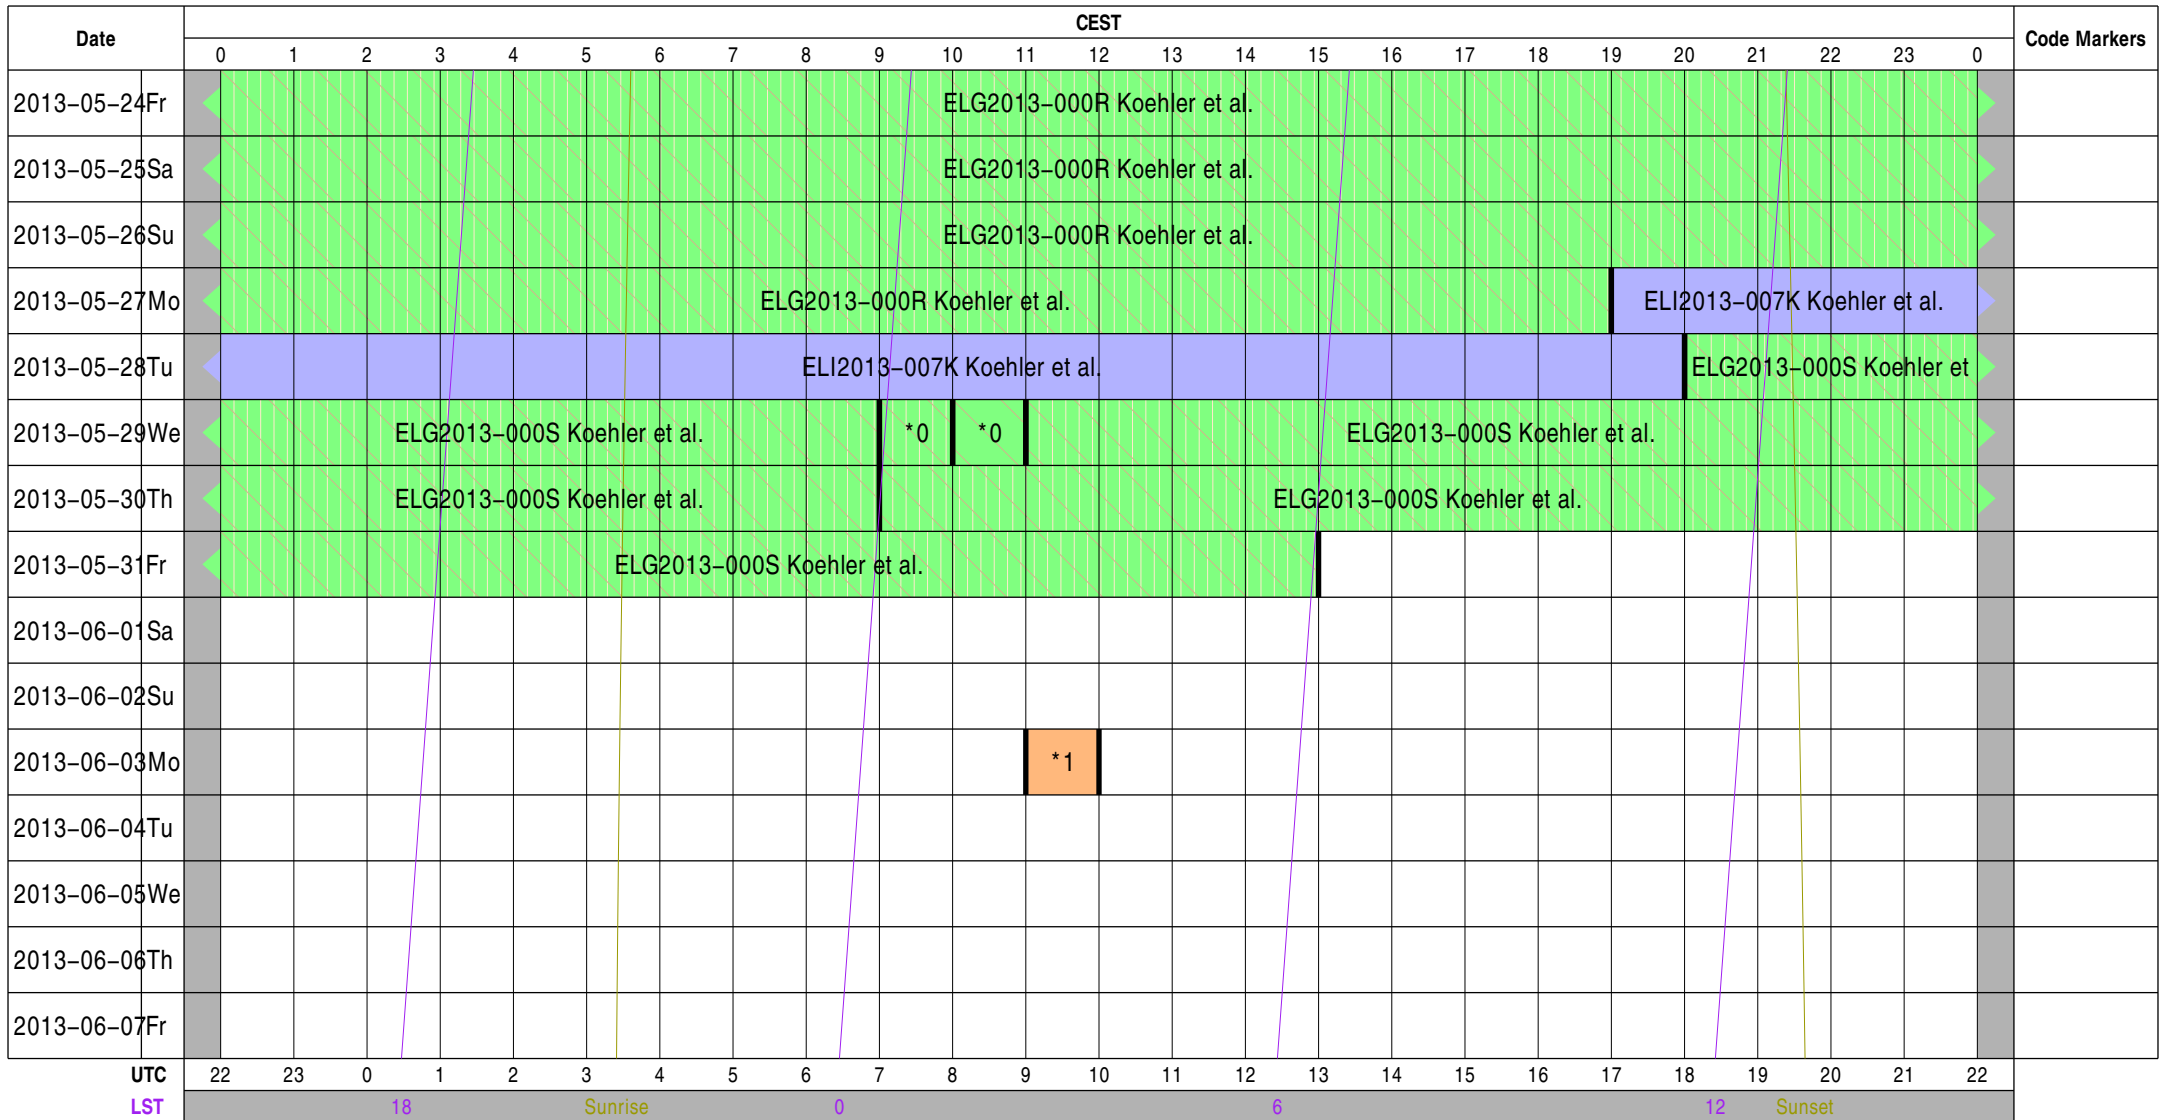 Date CEST Code Markers
0 1 2 3 4 5 6 7 8 9 10 11 12 13 14 15 16 17 18 19 20 21 22 23 0
2013-05-24Fr ELG2013-000R Koehler et al.
2013-05-25Sa ELG2013-000R Koehler et al.
2013-05-26Su ELG2013-000R Koehler et al.
2013-05-27Mo ELG2013-000R Koehler et al. ELI2013-007K Koehler et al.
2013-05-28Tu ELI2013-007K Koehler et al. ELG2013-000S Koehler et
2013-05-29We ELG2013-000S Koehler et al. *0 *0 ELG2013-000S Koehler et al.
2013-05-30Th ELG2013-000S Koehler et al. ELG2013-000S Koehler et al.
2013-05-31Fr ELG2013-000S Koehler et al.
2013-06-01Sa
2013-06-02Su
2013-06-03Mo *1
2013-06-04Tu
2013-06-05We
2013-06-06Th
2013-06-07Fr
UTC 22 23 0 1 2 3 4 5 6 7 8 9 10 11 12 13 14 15 16 17 18 19 20 21 22
LST 18 Sunrise 0 6 12 Sunset